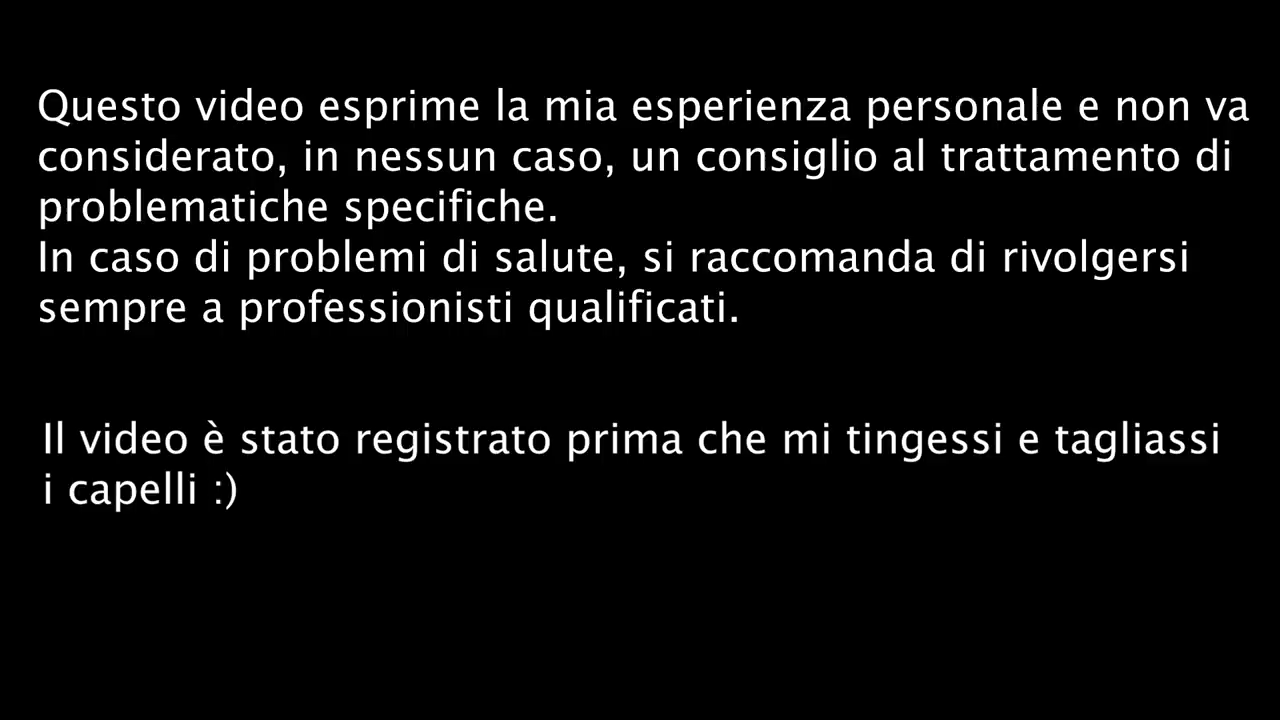 Questo video esprime la mia esperienza personale e non va
considerato, in nessun caso, un consiglio al trattamento di
problematiche specifiche.
In caso di problemi di salute, si raccomanda di rivolgersi
sempre a professionisti qualificati.
Il video è stato registrato prima che mi tingessi e tagliassi
i capelli :)